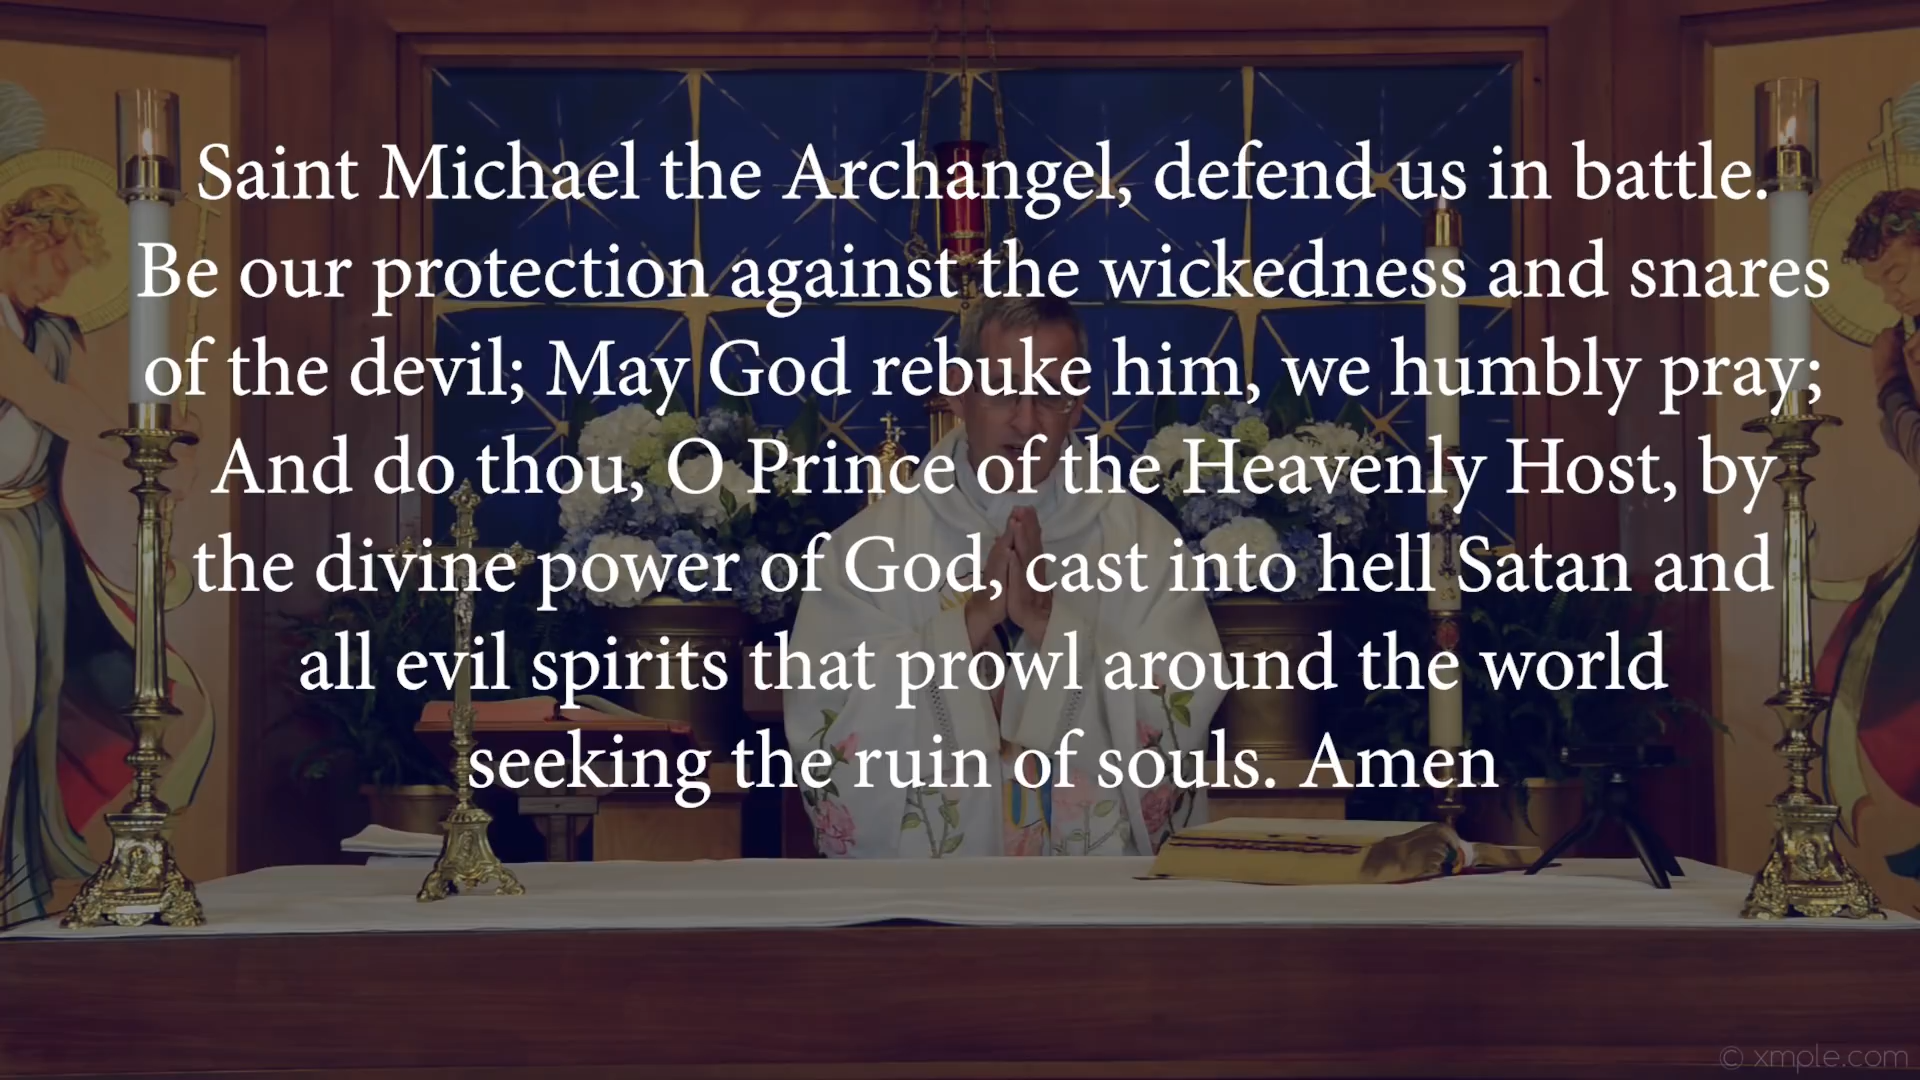 Saint Michael the Archangel, defend us in battle.
Be our protection against the wickedness and snares
of the devil; May God rebuke him, we humbly pray;
And do thou, O Prince of the Heavenly Host, by
the divine power of God, cast into hell Satan and
all evil spirits that prowl around the world
seeking the ruin of souls. Amen
© xmple.com